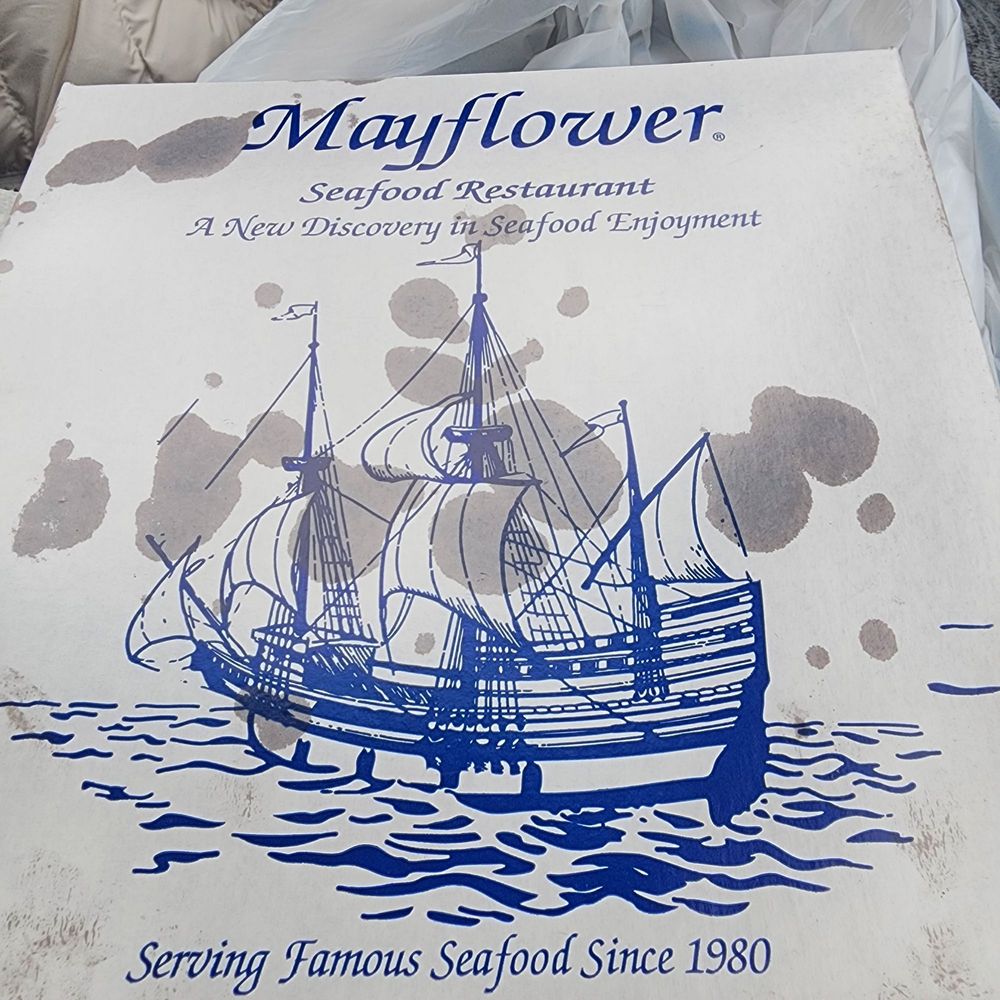 Mayflower®
Seafood Restaurant
A New Discovery in Seafood Enjoyment
Serving Famous Seafood Since 1980